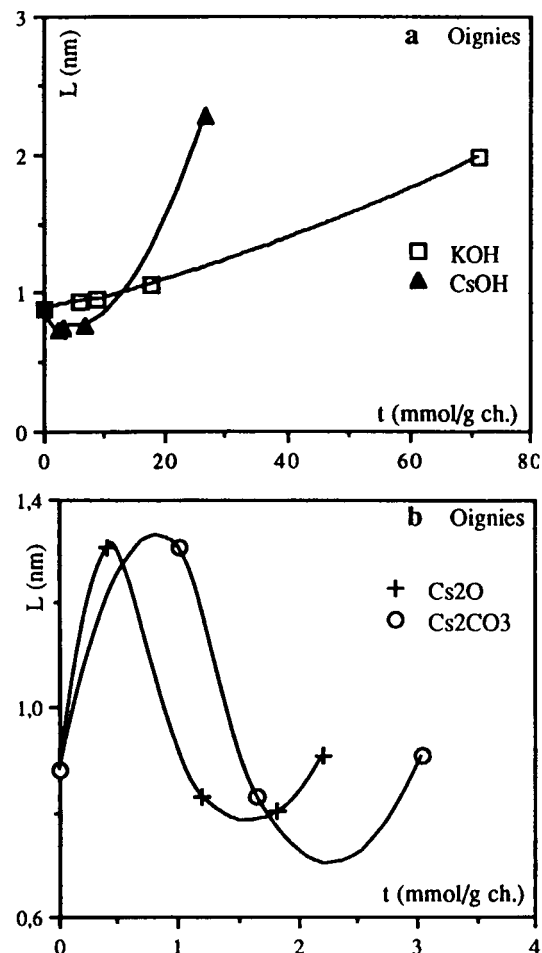 3
a Oignies
L (nm)
2
KOH
CsOH
1
t (mmol/g ch.)
0
0 20 40 60 80
1,4
b Oignies
L (nm)
Cs2O
Cs2CO3
1,0
t (mmol/g ch.)
0,6
0 1 2 3 4